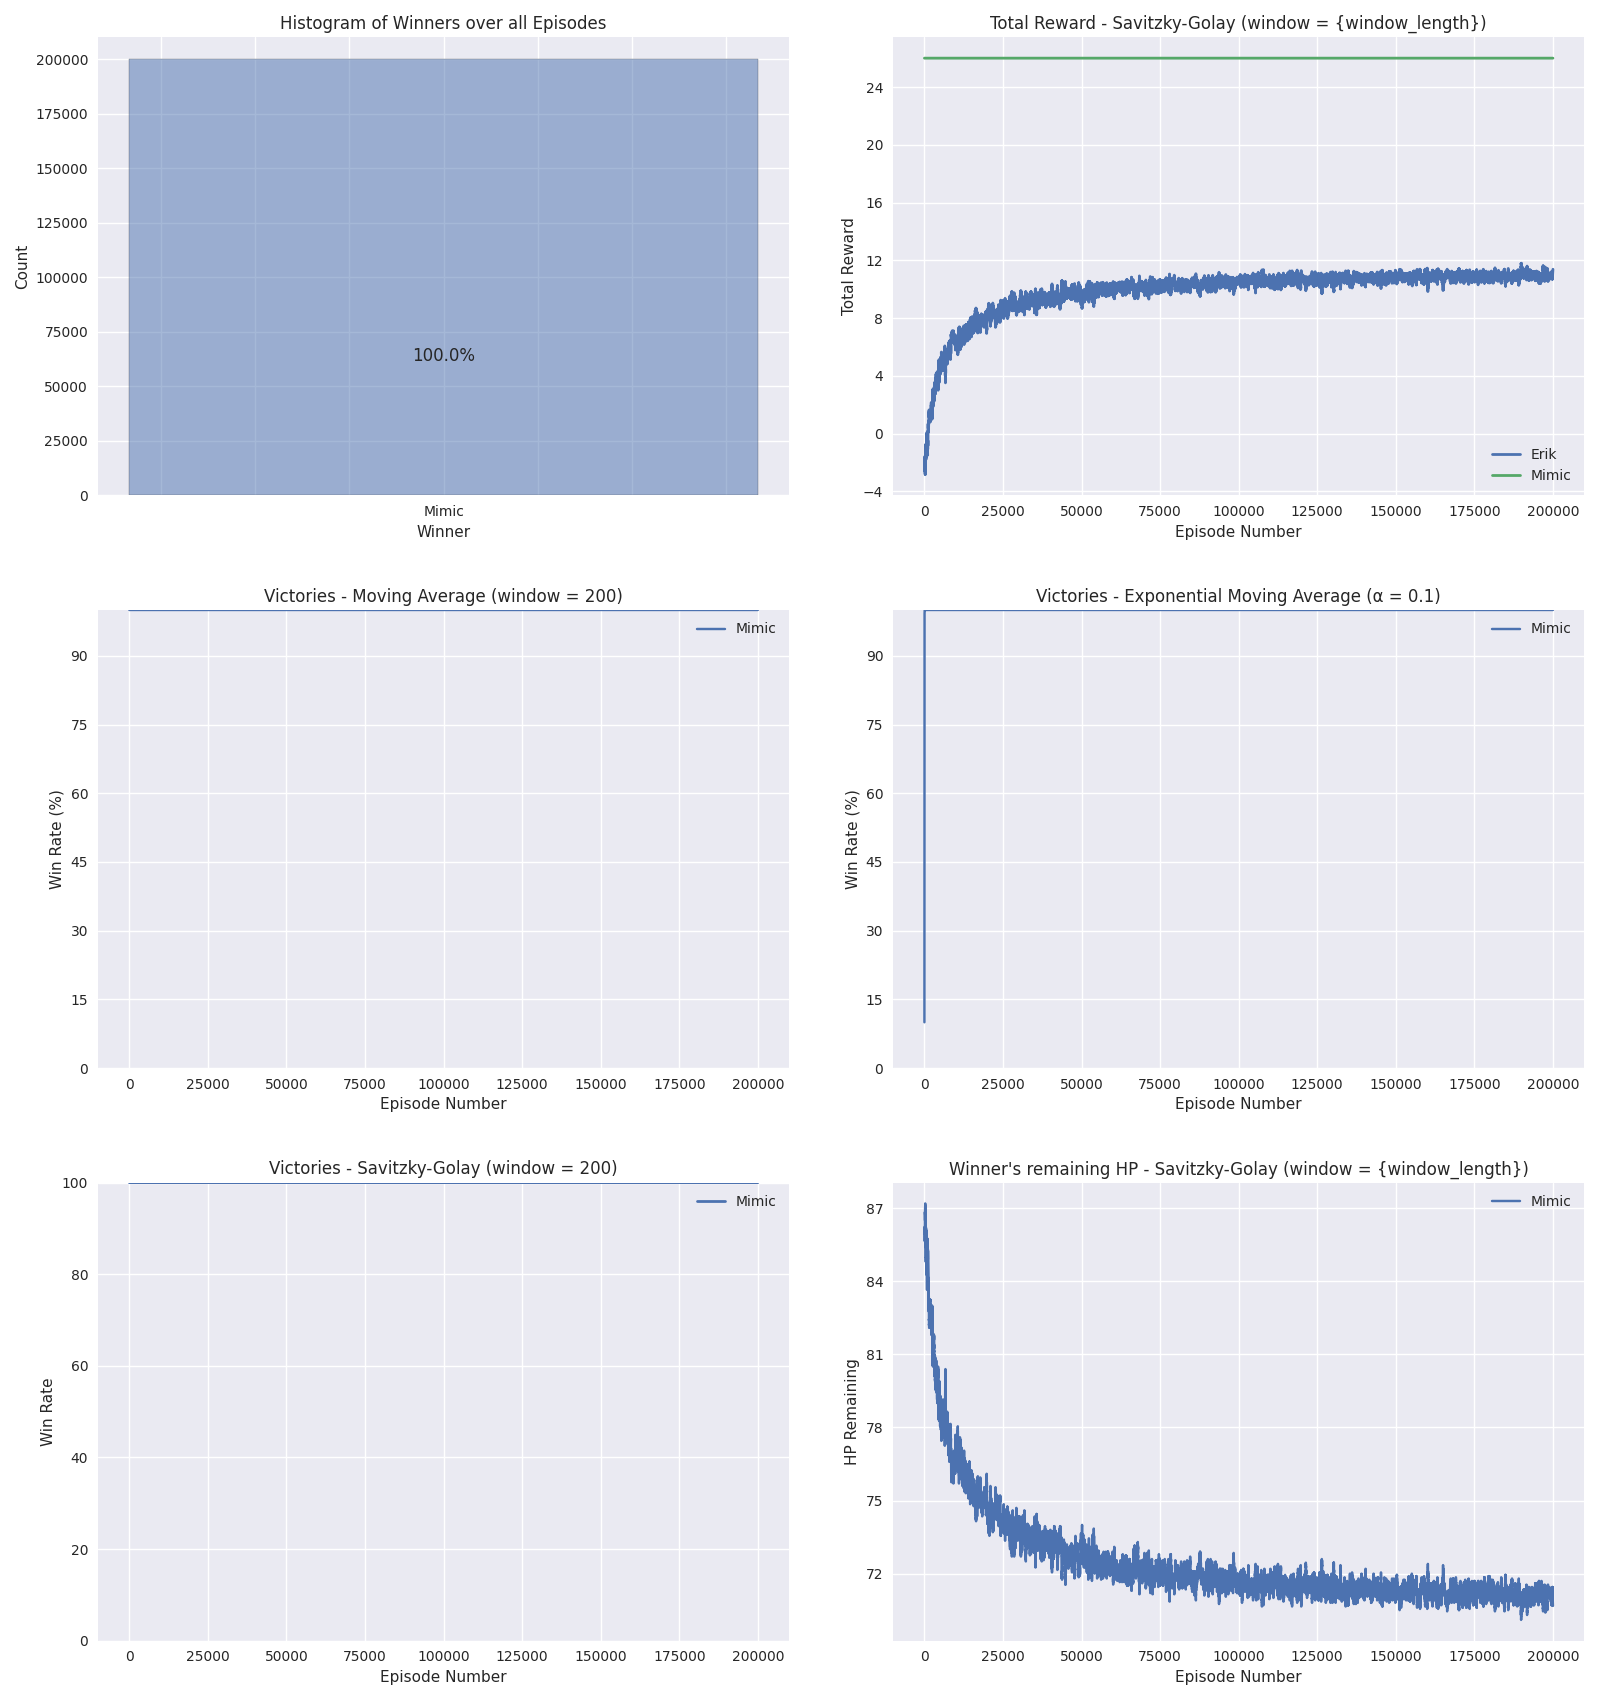 Histogram of Winners over all Episodes
200000
175000
150000
125000
100000
75000
50000
25000
0
Count
100.0%
Mimic
Winner
Total Reward - Savitzky-Golay (window = {window_length})
24
20
16
12
8
4
0
−4
Total Reward
Erik
Mimic
0 25000 50000 75000 100000 125000 150000 175000 200000
Episode Number
Victories - Moving Average (window = 200)
Mimic
90
75
60
45
30
15
0
Win Rate (%)
0 25000 50000 75000 100000 125000 150000 175000 200000
Episode Number
Victories - Exponential Moving Average (α = 0.1)
Mimic
90
75
60
45
30
15
0
Win Rate (%)
0 25000 50000 75000 100000 125000 150000 175000 200000
Episode Number
Victories - Savitzky-Golay (window = 200)
Mimic
100
80
60
40
20
0
Win Rate
0 25000 50000 75000 100000 125000 150000 175000 200000
Episode Number
Winner's remaining HP - Savitzky-Golay (window = {window_length})
Mimic
87
84
81
78
75
72
HP Remaining
0 25000 50000 75000 100000 125000 150000 175000 200000
Episode Number